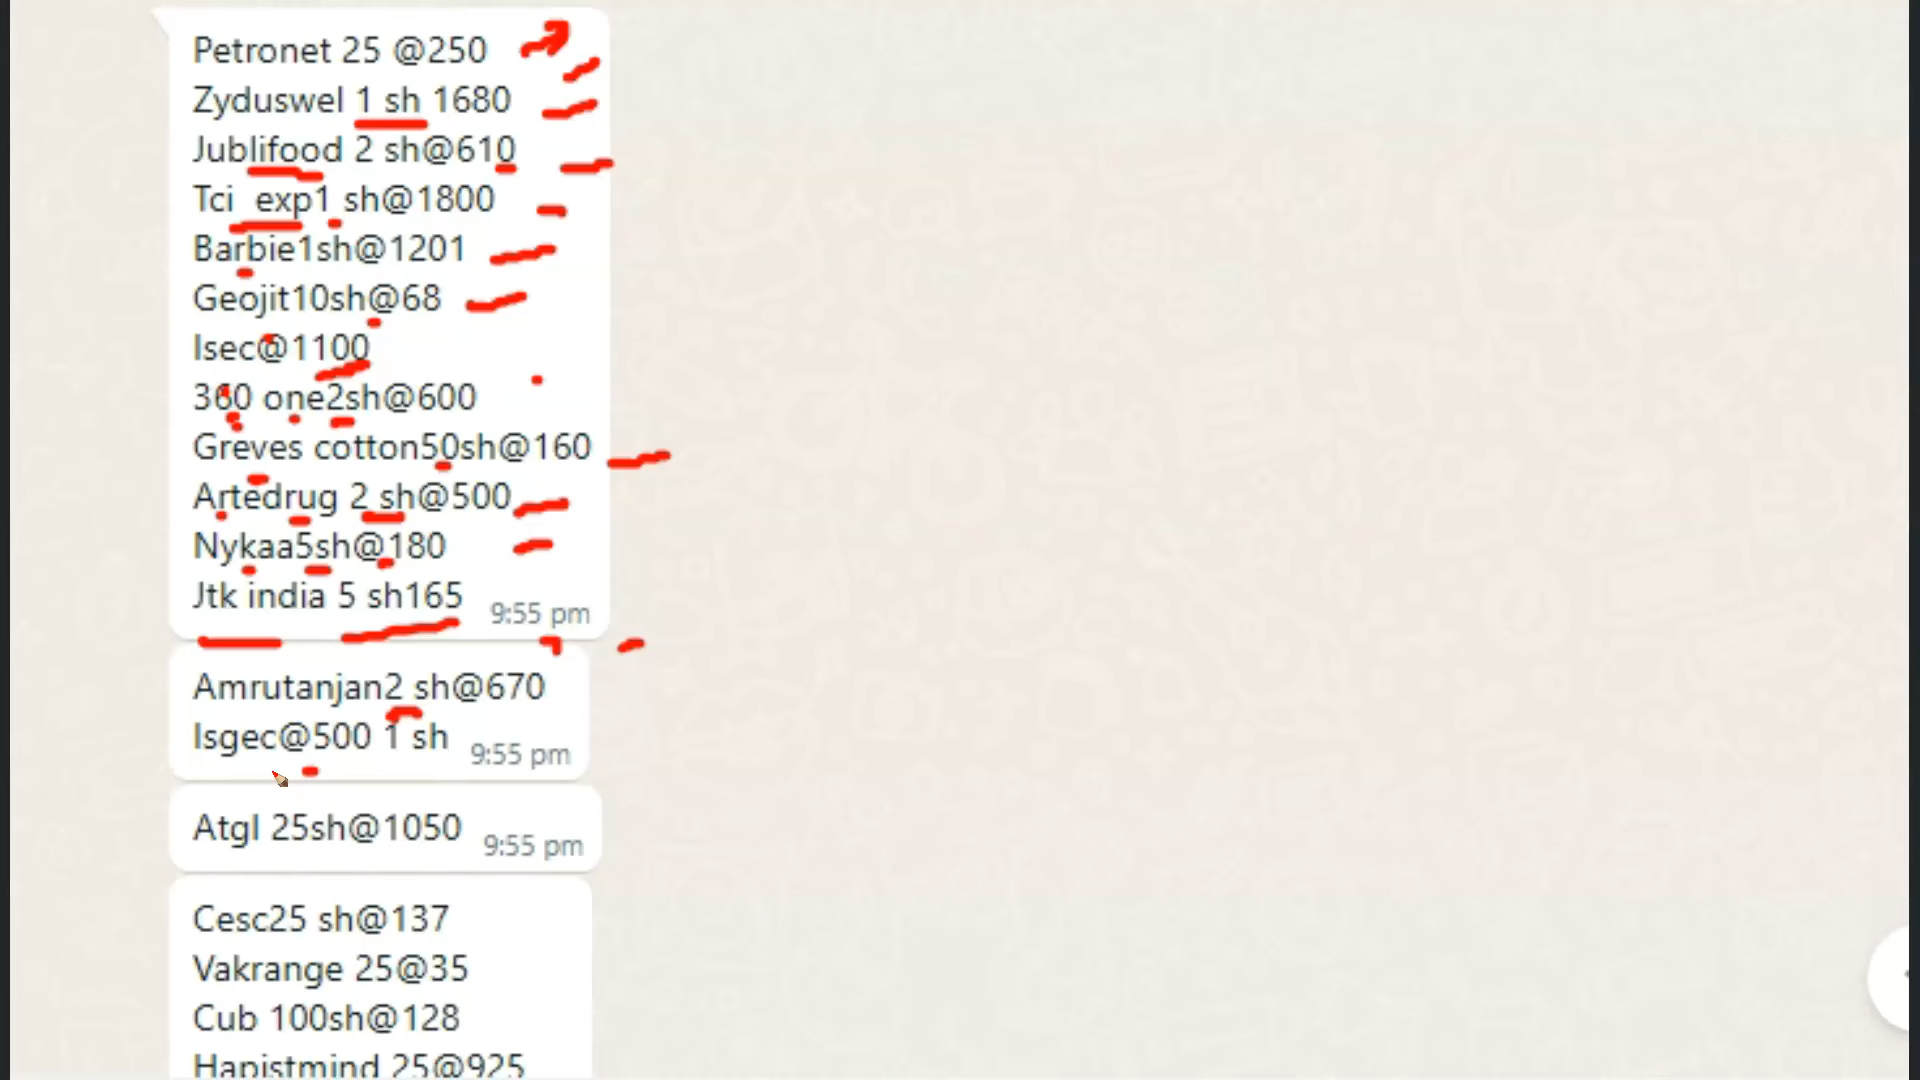 Petronet 25 @250
Zyduswel 1 sh 1680
Jublifood 2 sh@610
Tci exp1 sh@1800
Barbie1sh@1201
Geojit10sh@68
Isec@1100
360 one2sh@600
Greves cotton50sh@160
Artedrug 2 sh@500
Nykaa5sh@180
Jtk india 5 sh165
9:55 pm
Amrutanjan2 sh@670
Isgec@500 1 sh
9:55 pm
Atgl 25sh@1050
9:55 pm
Cesc25 sh@137
Vakrange 25@35
Cub 100sh@128
Hapistmind 25@925